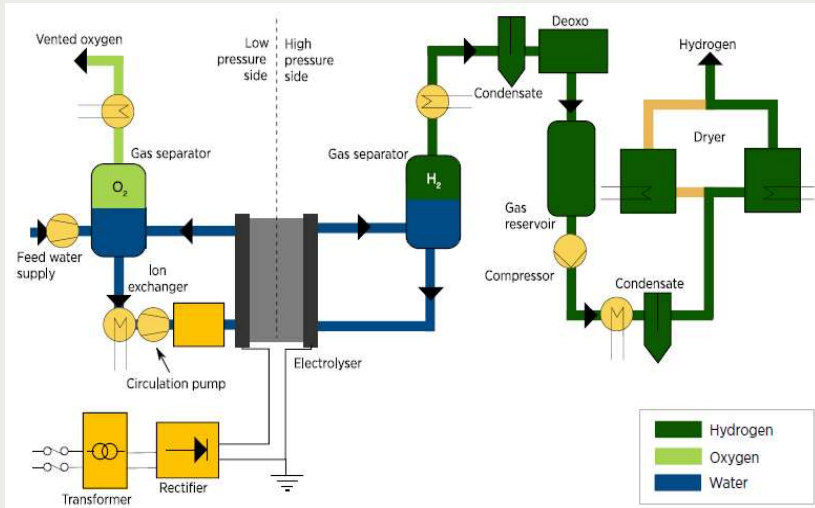 Vented oxygen
Low
pressure
side
High
pressure
side
Deoxo
Hydrogen
Condensate
Gas separator
Gas separator
Dryer
O2
H2
Gas
reservoir
Feed water
supply
Ion
exchanger
Compressor
Condensate
Circulation pump
Electrolyser
Transformer
Rectifier
Hydrogen
Oxygen
Water